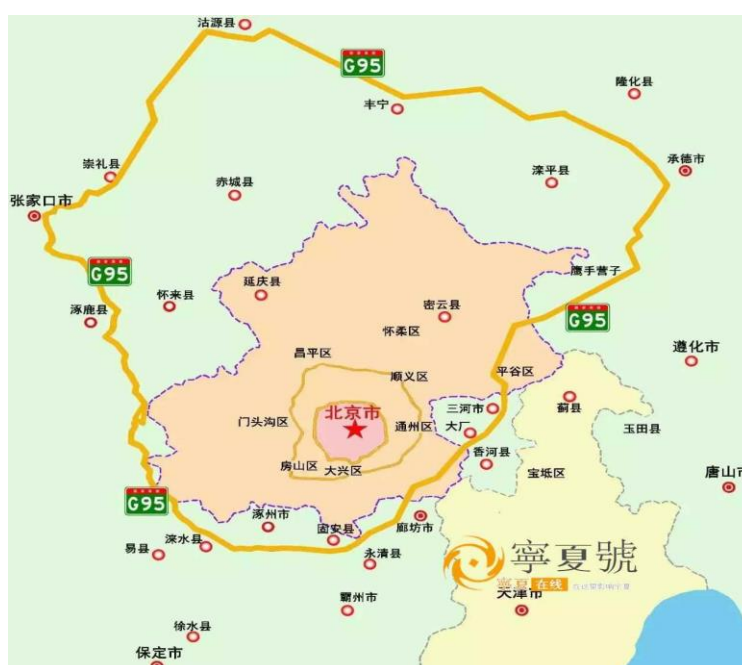 沽源县
G95
隆化县
丰宁
崇礼县
赤城县
滦平县
承德市
张家口市
G95
鹰手营子
怀来县
延庆县
密云县
G95
涿鹿县
怀柔区
昌平区
遵化市
顺义区
平谷区
北京市
三河市
蓟县
门头沟区
通州区
大厂
玉田县
香河县
房山区
大兴区
宝坻区
唐山市
G95
涿州市
固安县
廊坊市
易县
涞水县
永清县
寧夏號
寧夏在线
天津市
霸州市
徐水县
保定市